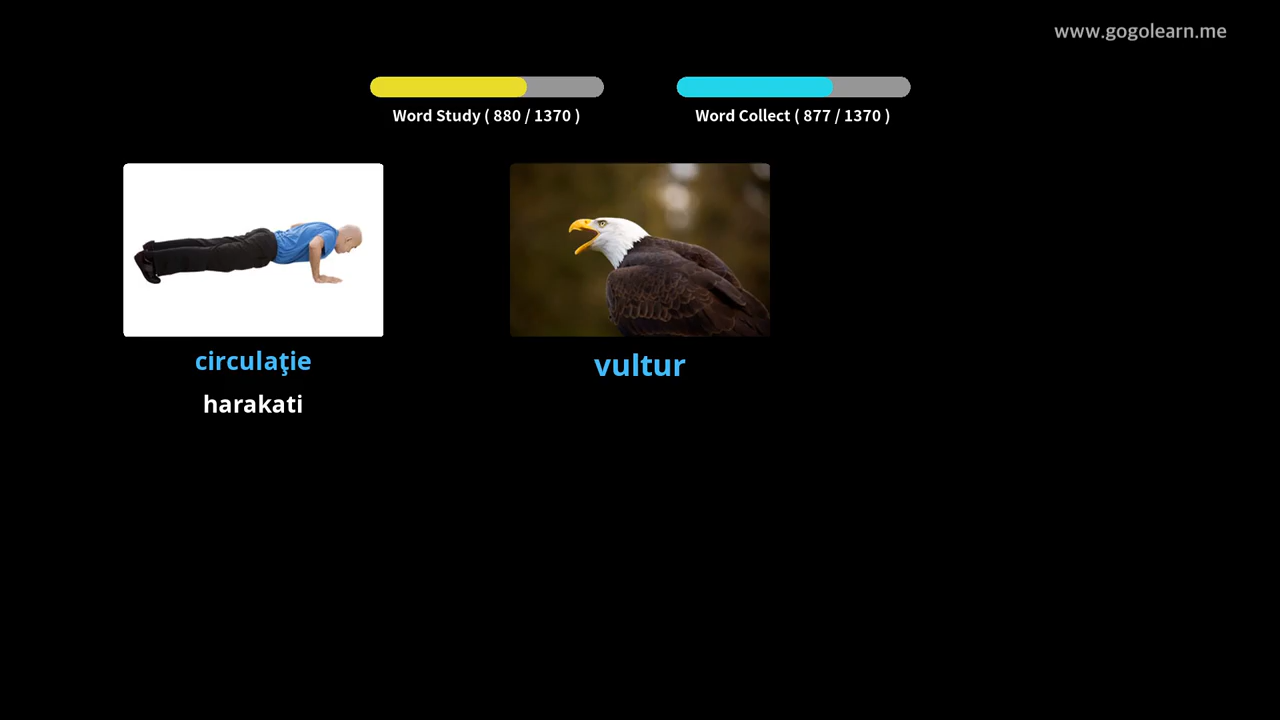 www.gogolearn.me
Word Study ( 880 / 1370 )
Word Collect ( 877 / 1370 )
circulaţie
vultur
harakati